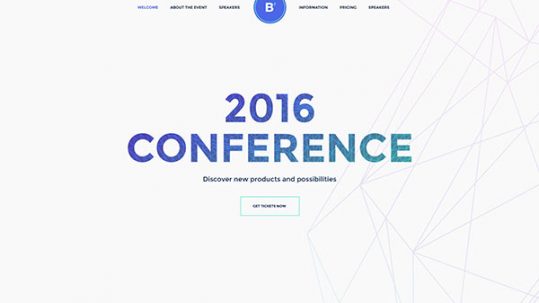 WELCOME ABOUT THE EVENT SPEAKERS B' INFORMATION PRICING SPEAKERS
2016
CONFERENCE
Discover new products and possibilities
GET TICKETS NOW